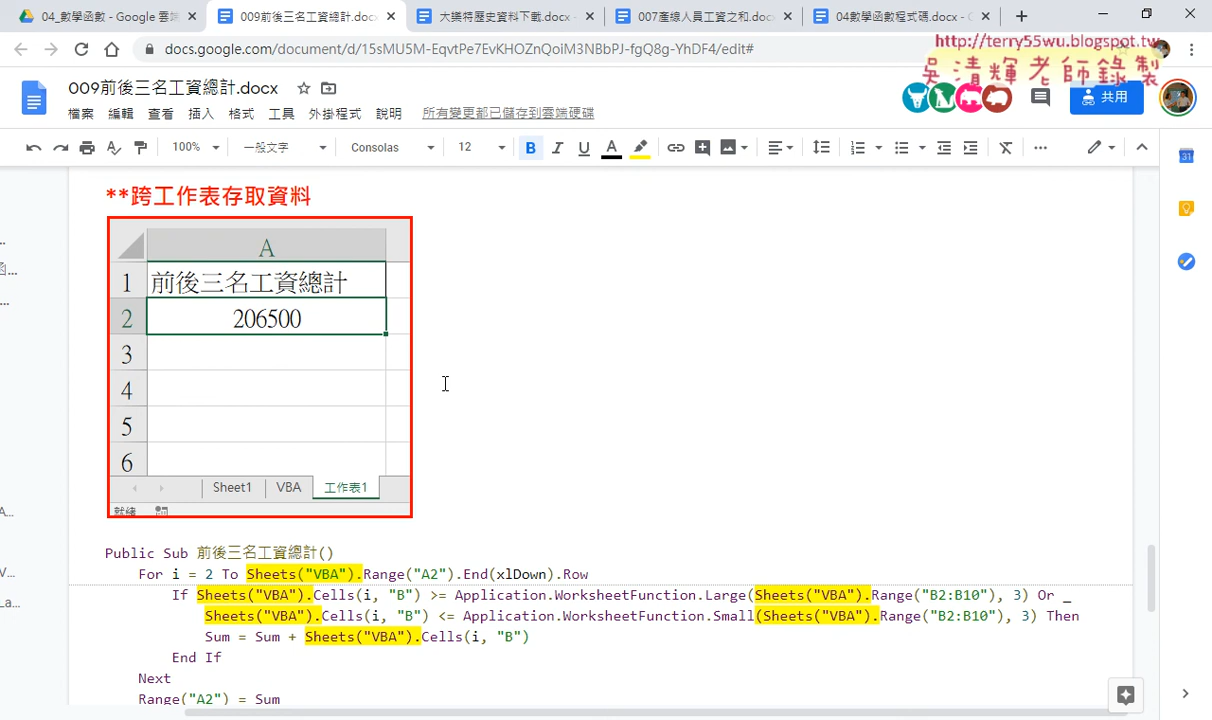 04_數學函數 - Google 雲端
009前後三名工資總計.docx
大樂特歷史資料下載.docx -
007產線人員工資之和.docx
04數學函數程式碼.docx - G
docs.google.com/document/d/15sMU5M-EqvtPe7EvKHOZnQoiM3NBbPJ-fgQ8g-YhDF4/edit#
http://terry55wu.blogspot.tw
吳清輝老師錄製
009前後三名工資總計.docx
共用
檔案 編輯 查看 插入 格式 工具 外掛程式 說明 所有變更都已儲存到雲端硬碟
100% 一般文字 Consolas 12 B I U A
31
**跨工作表存取資料
A
1 前後三名工資總計
2 206500
3
4
5
6
Sheet1 VBA 工作表1
就緒
Public Sub 前後三名工資總計()
For i = 2 To Sheets("VBA").Range("A2").End(xlDown).Row
If Sheets("VBA").Cells(i, "B") >= Application.WorksheetFunction.Large(Sheets("VBA").Range("B2:B10"), 3) Or _
Sheets("VBA").Cells(i, "B") <= Application.WorksheetFunction.Small(Sheets("VBA").Range("B2:B10"), 3) Then
Sum = Sum + Sheets("VBA").Cells(i, "B")
End If
Next
Range("A2") = Sum